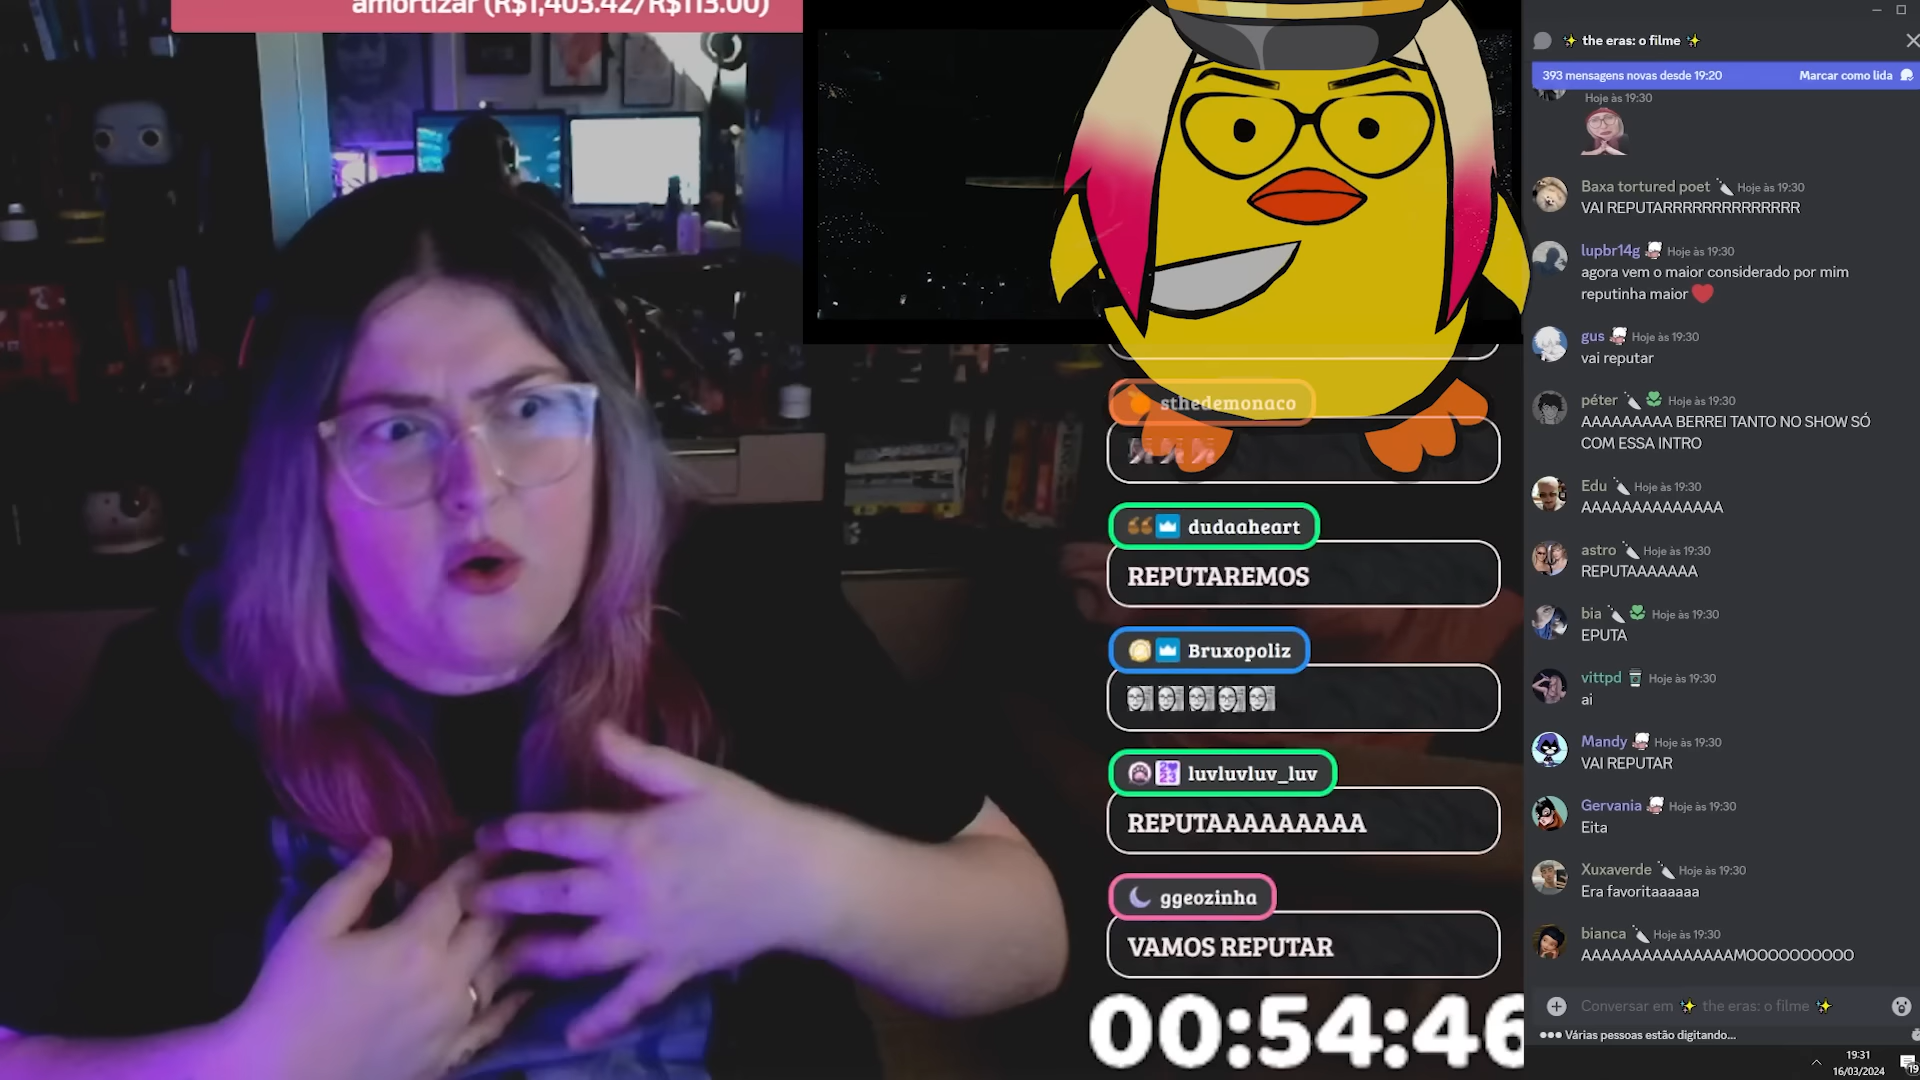 amortizar (R$1,403.42/R$113.00)
sthedemonaco
dudaaheart
REPUTAREMOS
Bruxopoliz
luvluvluv_luv
REPUTAAAAAAAAA
ggeozinha
VAMOS REPUTAR
00:54:46
✨ the eras: o filme ✨
393 mensagens novas desde 19:20 Marcar como lida
Hoje às 19:30
Baxa tortured poet Hoje às 19:30
VAI REPUTARRRRRRRRRRRRRR
lupbr14g Hoje às 19:30
agora vem o maior considerado por mim
reputinha maior ❤️
gus Hoje às 19:30
vai reputar
péter Hoje às 19:30
AAAAAAAAA BERREI TANTO NO SHOW SÓ
COM ESSA INTRO
Edu Hoje às 19:30
AAAAAAAAAAAAAA
astro Hoje às 19:30
REPUTAAAAAAA
bia Hoje às 19:30
EPUTA
vittpd Hoje às 19:30
ai
Mandy Hoje às 19:30
VAI REPUTAR
Gervania Hoje às 19:30
Eita
Xuxaverde Hoje às 19:30
Era favoritaaaaaa
bianca Hoje às 19:30
AAAAAAAAAAAAAAAMOOOOOOOOOO
Conversar em ✨ the eras: o filme ✨
Várias pessoas estão digitando...
19:31
16/03/2024
19